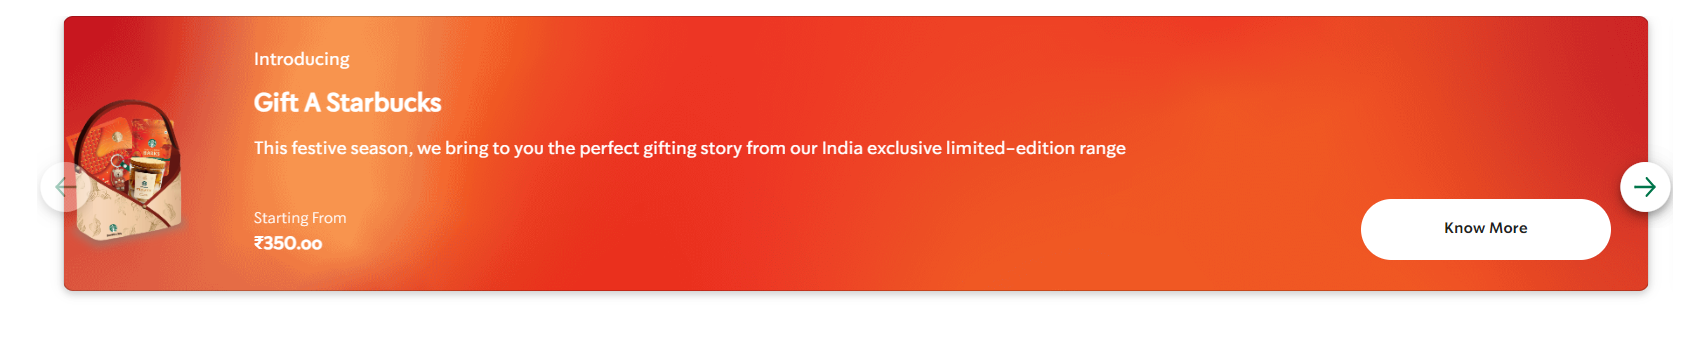 Introducing
Gift A Starbucks
This festive season, we bring to you the perfect gifting story from our India exclusive limited-edition range
Starting From
₹350.00
Know More